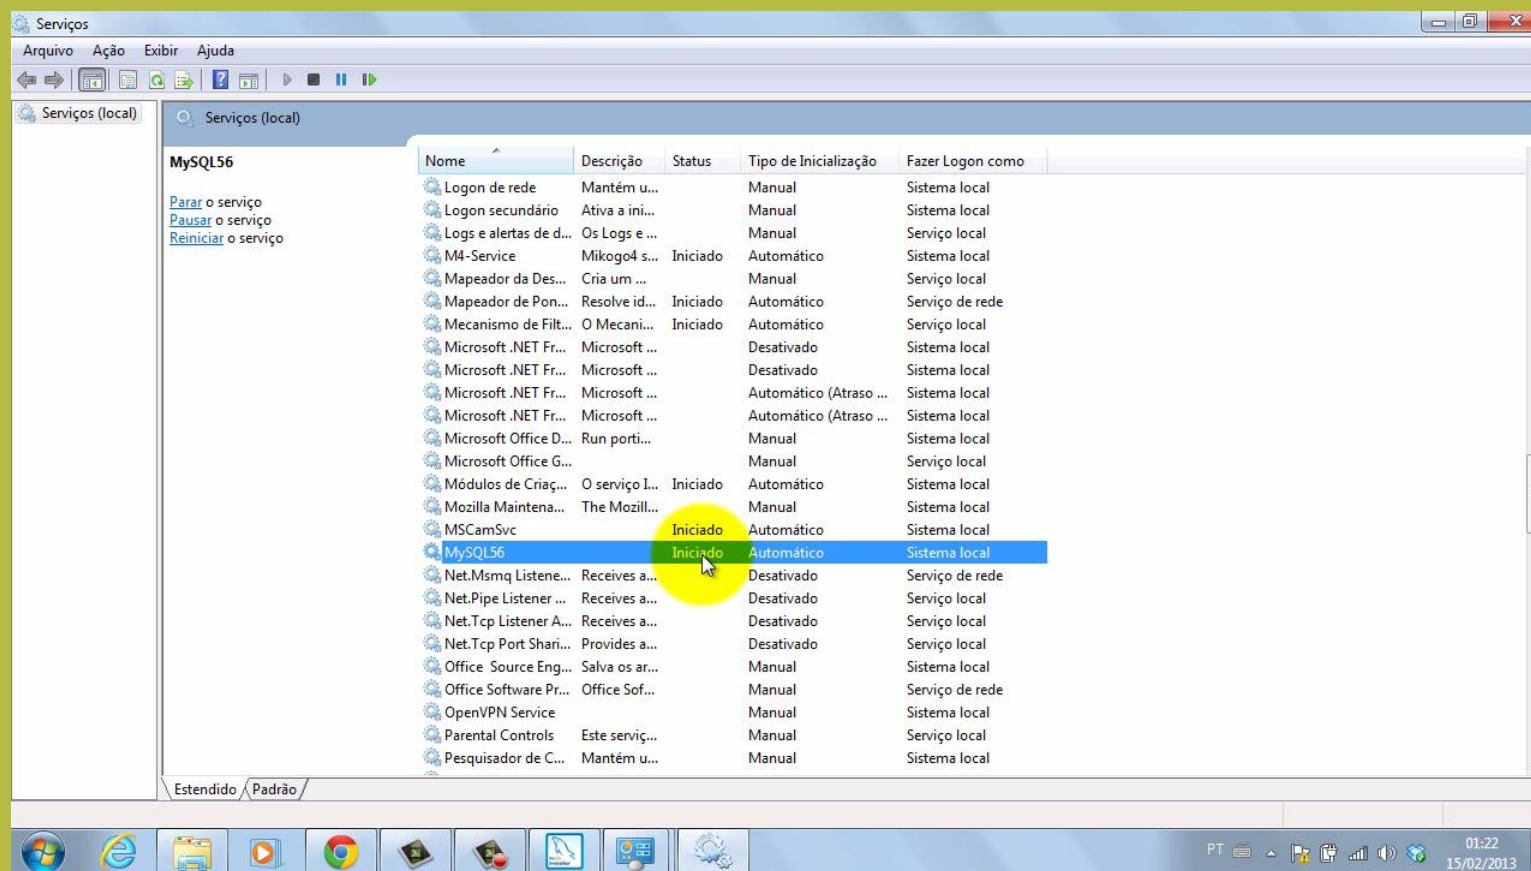 Serviços
Arquivo Ação Exibir Ajuda
Serviços (local)
Serviços (local)
MySQL56
Parar o serviço
Pausar o serviço
Reiniciar o serviço
Nome Descrição Status Tipo de Inicialização Fazer Logon como
Logon de rede Mantém u... Manual Sistema local
Logon secundário Ativa a ini... Manual Sistema local
Logs e alertas de d... Os Logs e ... Manual Serviço local
M4-Service Mikogo4 s... Iniciado Automático Sistema local
Mapeador da Des... Cria um ... Manual Serviço local
Mapeador de Pon... Resolve id... Iniciado Automático Serviço de rede
Mecanismo de Filt... O Mecani... Iniciado Automático Serviço local
Microsoft .NET Fr... Microsoft ... Desativado Sistema local
Microsoft .NET Fr... Microsoft ... Desativado Sistema local
Microsoft .NET Fr... Microsoft ... Automático (Atraso ... Sistema local
Microsoft .NET Fr... Microsoft ... Automático (Atraso ... Sistema local
Microsoft Office D... Run porti... Manual Sistema local
Microsoft Office G... Manual Serviço local
Módulos de Criaç... O serviço I... Iniciado Automático Sistema local
Mozilla Maintena... The Mozill... Manual Sistema local
MSCamSvc Iniciado Automático Sistema local
MySQL56 Iniciado Automático Sistema local
Net.Msmq Listene... Receives a... Desativado Serviço de rede
Net.Pipe Listener ... Receives a... Desativado Serviço local
Net.Tcp Listener A... Receives a... Desativado Serviço local
Net.Tcp Port Shari... Provides a... Desativado Serviço local
Office Source Eng... Salva os ar... Manual Sistema local
Office Software Pr... Office Sof... Manual Serviço de rede
OpenVPN Service Manual Sistema local
Parental Controls Este serviç... Manual Serviço local
Pesquisador de C... Mantém u... Manual Sistema local
Estendido Padrão
PT 01:22
15/02/2013